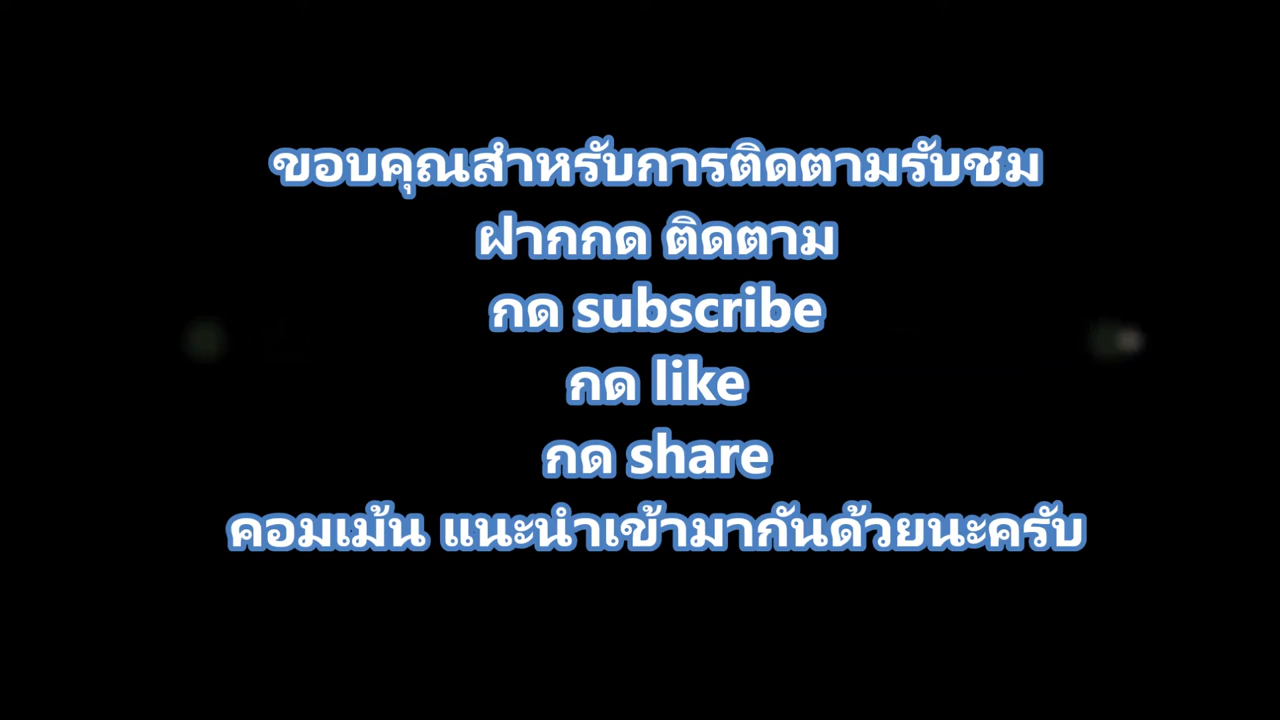 ขอบคุณสำหรับการติดตามรับชม
ฝากกด ติดตาม
กด subscribe
กด like
กด share
คอมเม้น แนะนำเข้ามากันด้วยนะครับ